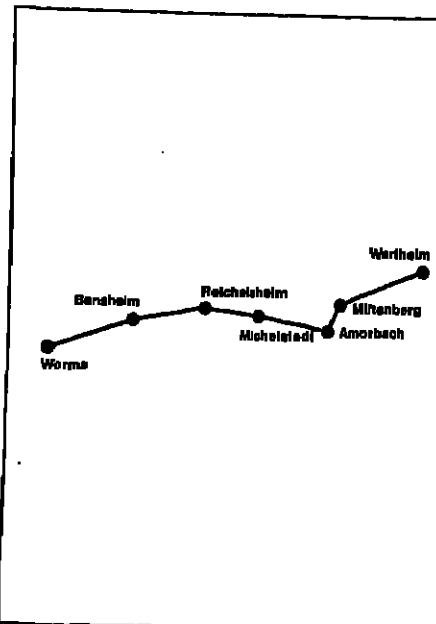 Wertheim
Reichelsheim
Bensheim
Miltenberg
Michelstadt
Amorbach
Worms